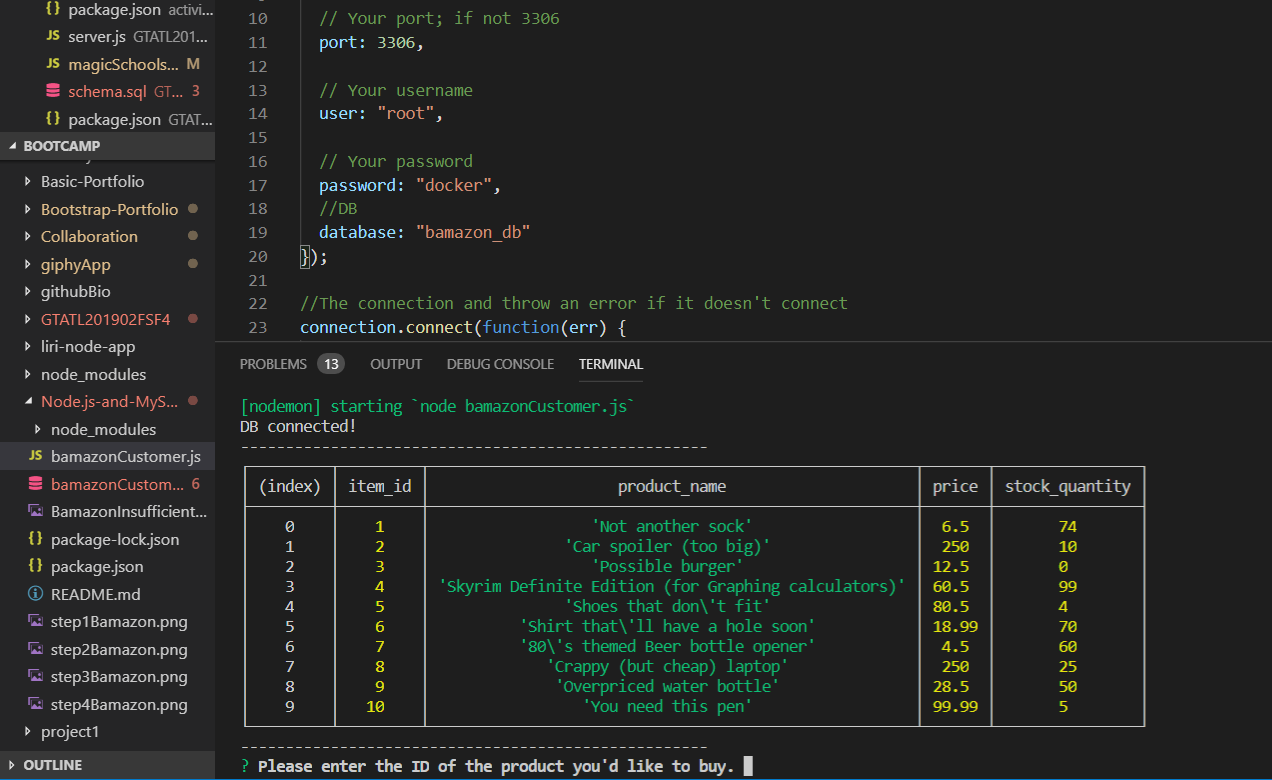 package.json activi...
server.js GTATL201...
magicSchools... M
schema.sql GT... 3
package.json GTAT...
BOOTCAMP
Basic-Portfolio
Bootstrap-Portfolio
Collaboration
giphyApp
githubBio
GTATL201902FSF4
liri-node-app
node_modules
Node.js-and-MyS...
node_modules
bamazonCustomer.js
bamazonCustom... 6
BamazonInsufficient...
package-lock.json
package.json
README.md
step1Bamazon.png
step2Bamazon.png
step3Bamazon.png
step4Bamazon.png
project1
OUTLINE
10 // Your port; if not 3306
11 port: 3306,
12
13 // Your username
14 user: "root",
15
16 // Your password
17 password: "docker",
18 //DB
19 database: "bamazon_db"
20 });
21
22 //The connection and throw an error if it doesn't connect
23 connection.connect(function(err) {
PROBLEMS 13 OUTPUT DEBUG CONSOLE TERMINAL
[nodemon] starting `node bamazonCustomer.js`
DB connected!
----------------------------------------------------
(index) item_id product_name price stock_quantity
0 1 'Not another sock' 6.5 74
1 2 'Car spoiler (too big)' 250 10
2 3 'Possible burger' 12.5 0
3 4 'Skyrim Definite Edition (for Graphing calculators)' 60.5 99
4 5 'Shoes that don\'t fit' 80.5 4
5 6 'Shirt that\'ll have a hole soon' 18.99 70
6 7 '80\'s themed Beer bottle opener' 4.5 60
7 8 'Crappy (but cheap) laptop' 250 25
8 9 'Overpriced water bottle' 28.5 50
9 10 'You need this pen' 99.99 5
----------------------------------------------------
? Please enter the ID of the product you'd like to buy.